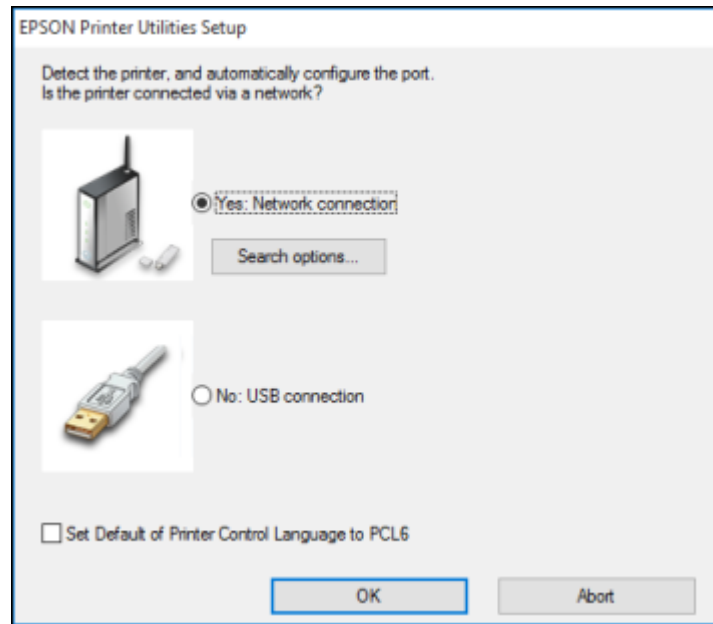 EPSON Printer Utilities Setup
Detect the printer, and automatically configure the port.
Is the printer connected via a network?
Yes: Network connection
Search options...
No: USB connection
Set Default of Printer Control Language to PCL6
OK
Abort